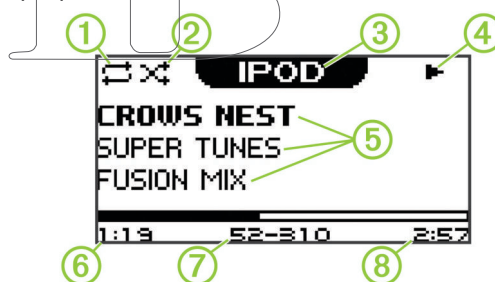 1 2 3 4
IPOD
CROWS NEST
SUPER TUNES
FUSION MIX
5
1:19 52-310 2:57
6 7 8